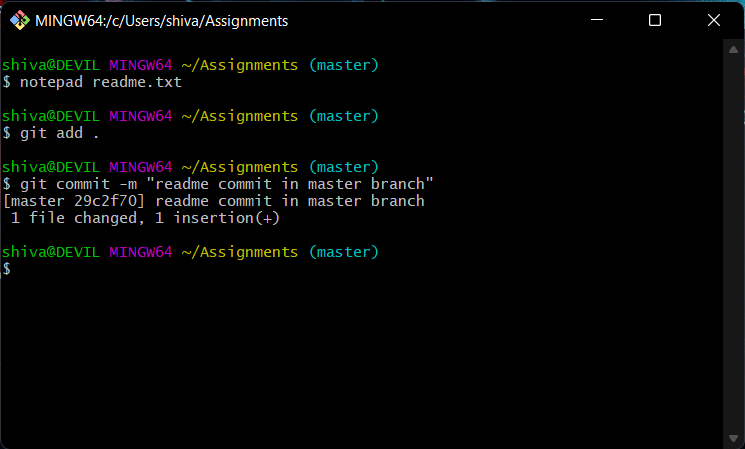 MINGW64:/c/Users/shiva/Assignments
shiva@DEVIL MINGW64 ~/Assignments (master)
$ notepad readme.txt
shiva@DEVIL MINGW64 ~/Assignments (master)
$ git add .
shiva@DEVIL MINGW64 ~/Assignments (master)
$ git commit -m "readme commit in master branch"
[master 29c2f70] readme commit in master branch
 1 file changed, 1 insertion(+)
shiva@DEVIL MINGW64 ~/Assignments (master)
$